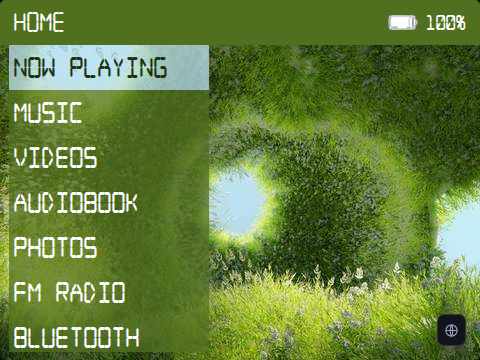 HOME
100%
NOW PLAYING
MUSIC
VIDEOS
AUDIOBOOK
PHOTOS
FM RADIO
BLUETOOTH